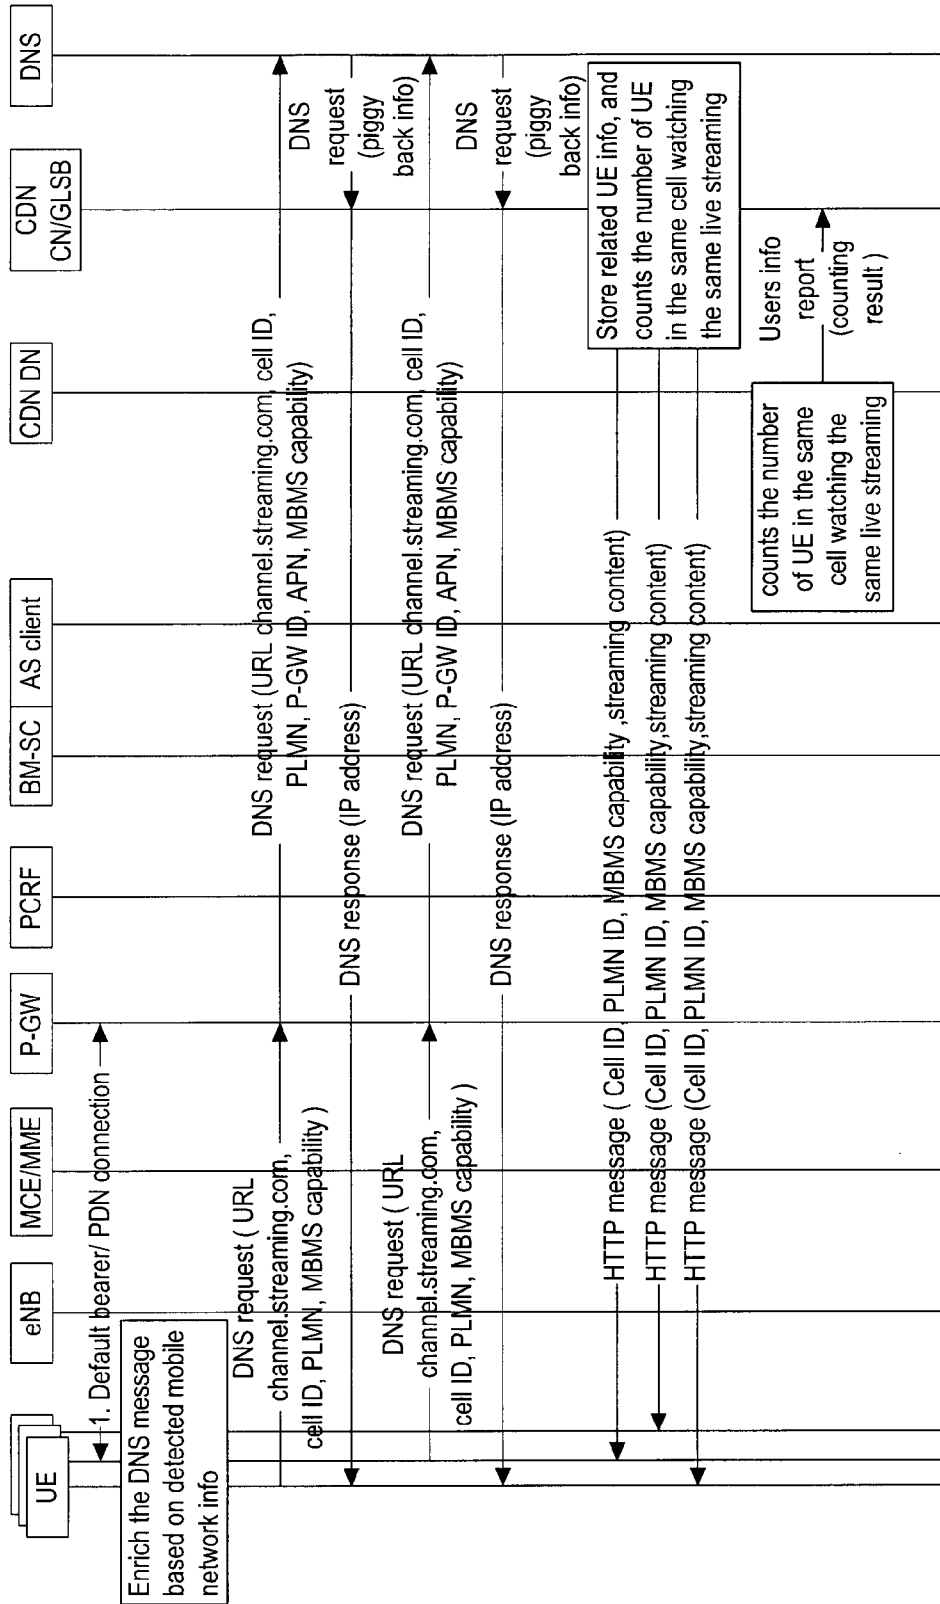 UE
eNB
MCE/MME
P-GW
PCRF
BM-SC
AS client
CDN DN
CDN
CN/GLSB
DNS
1. Default bearer/ PDN connection
Enrich the DNS message
based on detected mobile
network info
DNS request ( URL
channel.streaming.com,
cell ID, PLMN, MBMS capability )
DNS request (URL channel.streaming.com, cell ID,
PLMN, P-GW ID, APN, MBMS capability)
DNS
request
(piggy
back info)
DNS response (IP address)
DNS request ( URL
channel.streaming.com,
cell ID, PLMN, MBMS capability )
DNS request (URL channel.streaming.com, cell ID,
PLMN, P-GW ID, APN, MBMS capability)
DNS
request
(piggy
back info)
DNS response (IP address)
Store related UE info, and
counts the number of UE
in the same cell watching
the same live streaming
HTTP message ( Cell ID, PLMN ID, MBMS capability ,streaming content)
HTTP message (Cell ID, PLMN ID, MBMS capability,streaming content)
HTTP message (Cell ID, PLMN ID, MBMS capability,streaming content)
counts the number
of UE in the same
cell watching the
same live streaming
Users info
report
(counting
result )